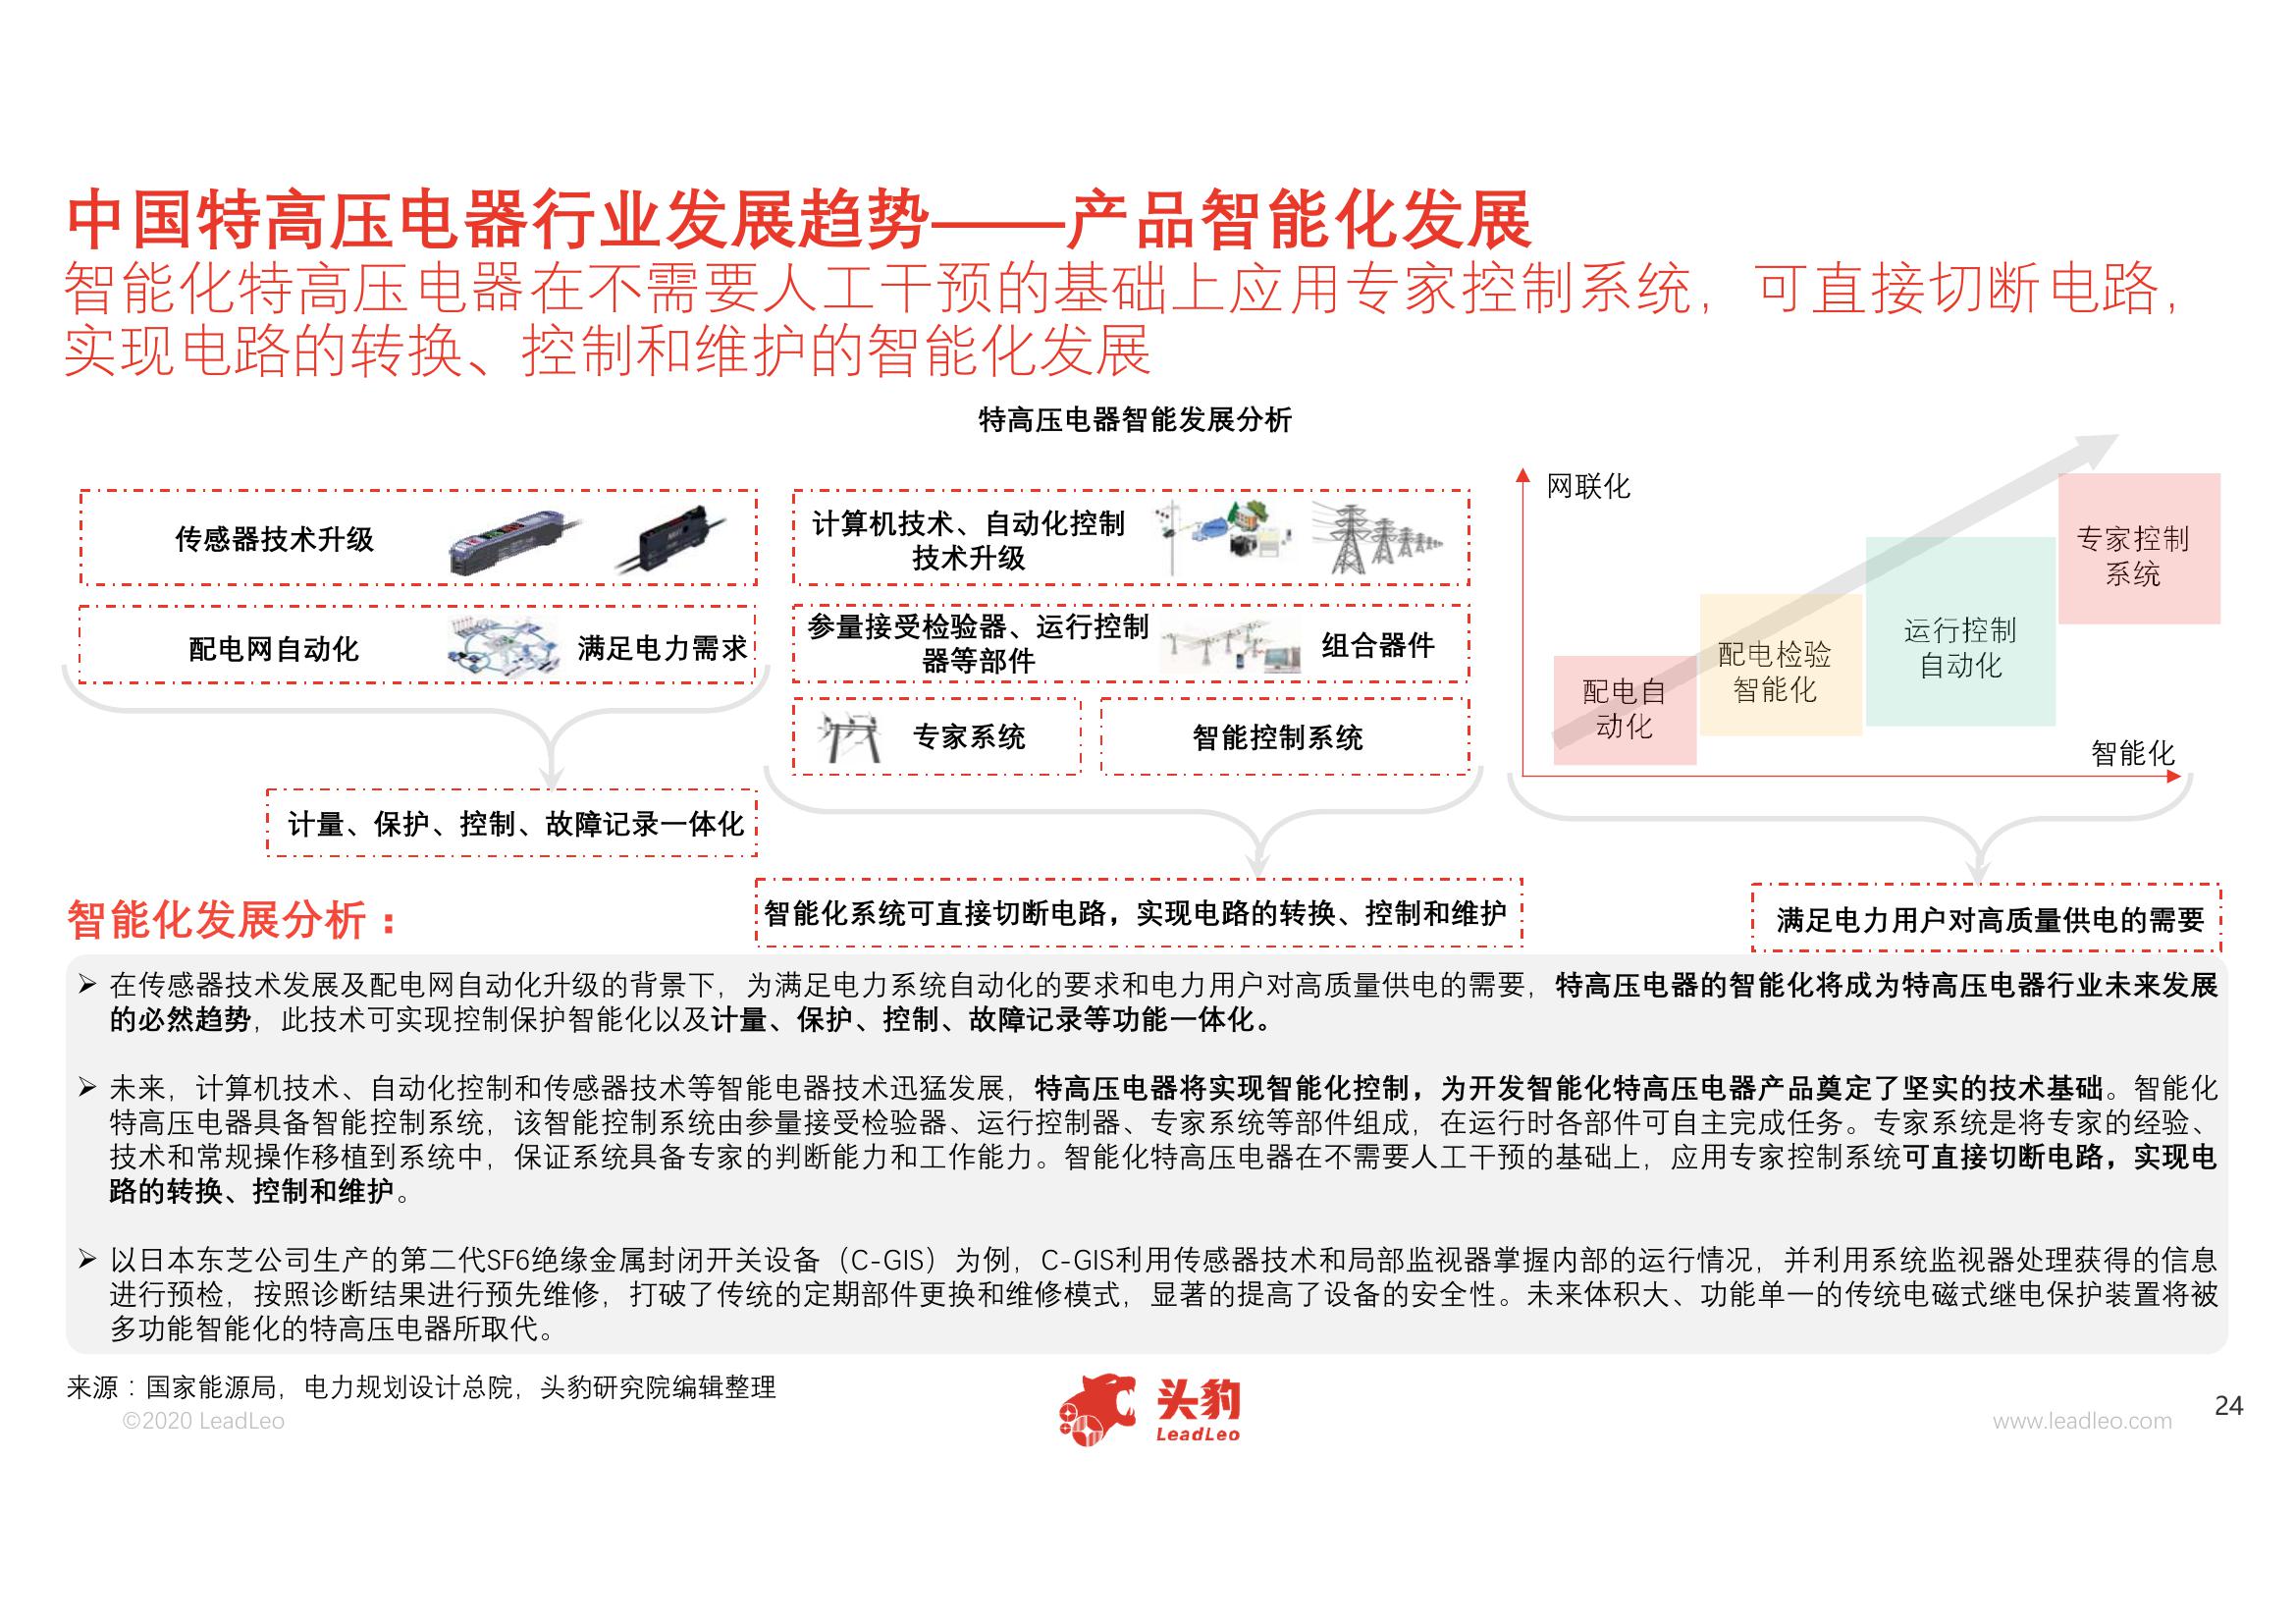 中国特高压电器行业发展趋势——产品智能化发展
智能化特高压电器在不需要人工干预的基础上应用专家控制系统，可直接切断电路，
实现电路的转换、控制和维护的智能化发展
特高压电器智能发展分析
传感器技术升级
配电网自动化
满足电力需求
计量、保护、控制、故障记录一体化
计算机技术、自动化控制
技术升级
参量接受检验器、运行控制
器等部件
组合器件
专家系统
智能控制系统
智能化系统可直接切断电路，实现电路的转换、控制和维护
网联化
专家控制
系统
运行控制
自动化
配电检验
智能化
配电自
动化
智能化
满足电力用户对高质量供电的需要
智能化发展分析：
➢ 在传感器技术发展及配电网自动化升级的背景下，为满足电力系统自动化的要求和电力用户对高质量供电的需要，特高压电器的智能化将成为特高压电器行业未来发展
的必然趋势，此技术可实现控制保护智能化以及计量、保护、控制、故障记录等功能一体化。
➢ 未来，计算机技术、自动化控制和传感器技术等智能电器技术迅猛发展，特高压电器将实现智能化控制，为开发智能化特高压电器产品奠定了坚实的技术基础。智能化
特高压电器具备智能控制系统，该智能控制系统由参量接受检验器、运行控制器、专家系统等部件组成，在运行时各部件可自主完成任务。专家系统是将专家的经验、
技术和常规操作移植到系统中，保证系统具备专家的判断能力和工作能力。智能化特高压电器在不需要人工干预的基础上，应用专家控制系统可直接切断电路，实现电
路的转换、控制和维护。
➢ 以日本东芝公司生产的第二代SF6绝缘金属封闭开关设备（C-GIS）为例，C-GIS利用传感器技术和局部监视器掌握内部的运行情况，并利用系统监视器处理获得的信息
进行预检，按照诊断结果进行预先维修，打破了传统的定期部件更换和维修模式，显著的提高了设备的安全性。未来体积大、功能单一的传统电磁式继电保护装置将被
多功能智能化的特高压电器所取代。
来源：国家能源局，电力规划设计总院，头豹研究院编辑整理
©2020 LeadLeo
头豹
LeadLeo
www.leadleo.com
24